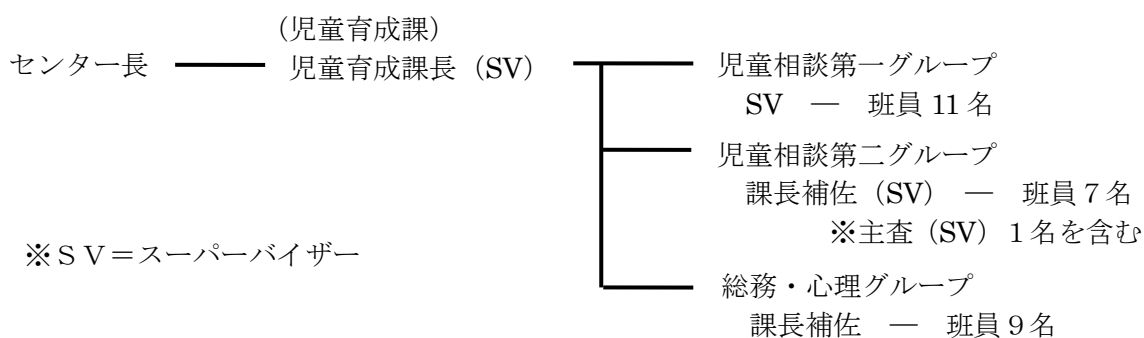 (児童育成課)
センター長 児童育成課長（SV） 児童相談第一グループ
SV ― 班員 11 名
児童相談第二グループ
課長補佐（SV） ― 班員 7 名
※主査（SV）1 名を含む
※ＳＶ＝スーパーバイザー
総務・心理グループ
課長補佐 ― 班員 9 名